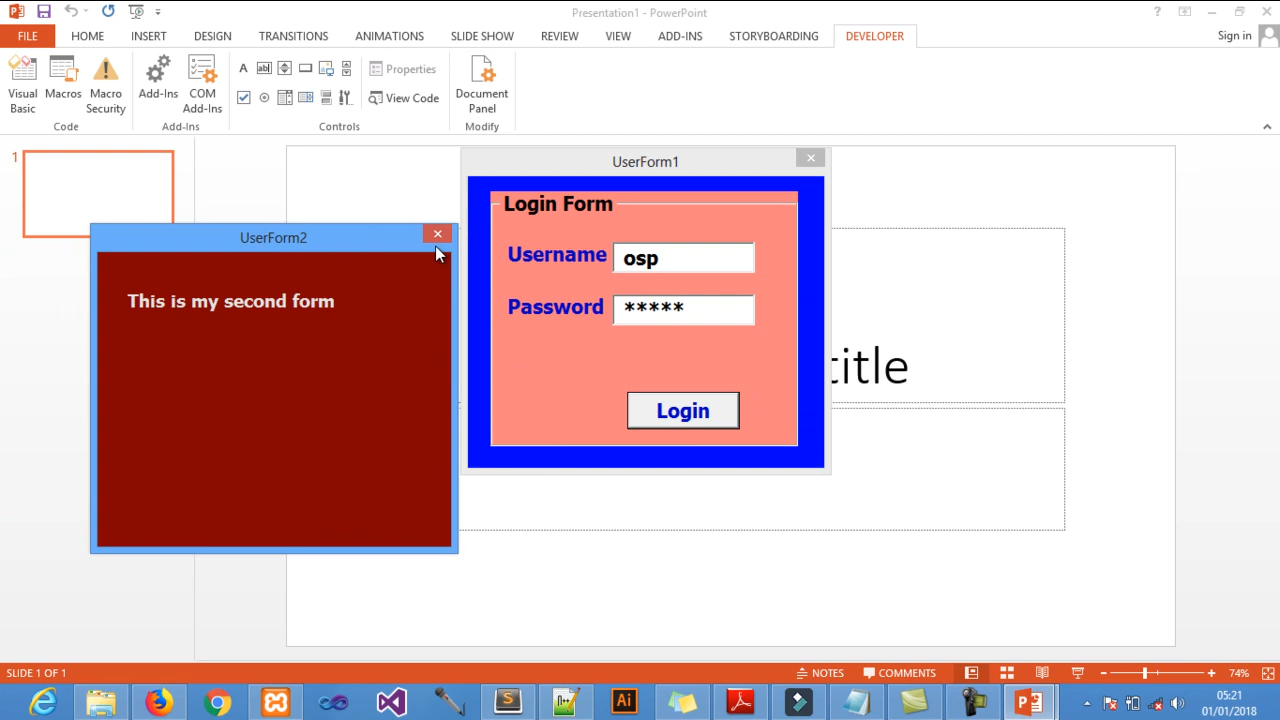 Presentation1 - PowerPoint
?
FILE HOME INSERT DESIGN TRANSITIONS ANIMATIONS SLIDE SHOW REVIEW VIEW ADD-INS STORYBOARDING DEVELOPER Sign in
Visual Basic
Macros
Macro Security
Code
Add-Ins
COM Add-Ins
Add-Ins
A
Properties
View Code
Controls
Document Panel
Modify
1
UserForm2
This is my second form
UserForm1
Login Form
Username osp
Password *****
Login
title
SLIDE 1 OF 1
NOTES
COMMENTS
74%
S
n++
Ai
05:21
01/01/2018